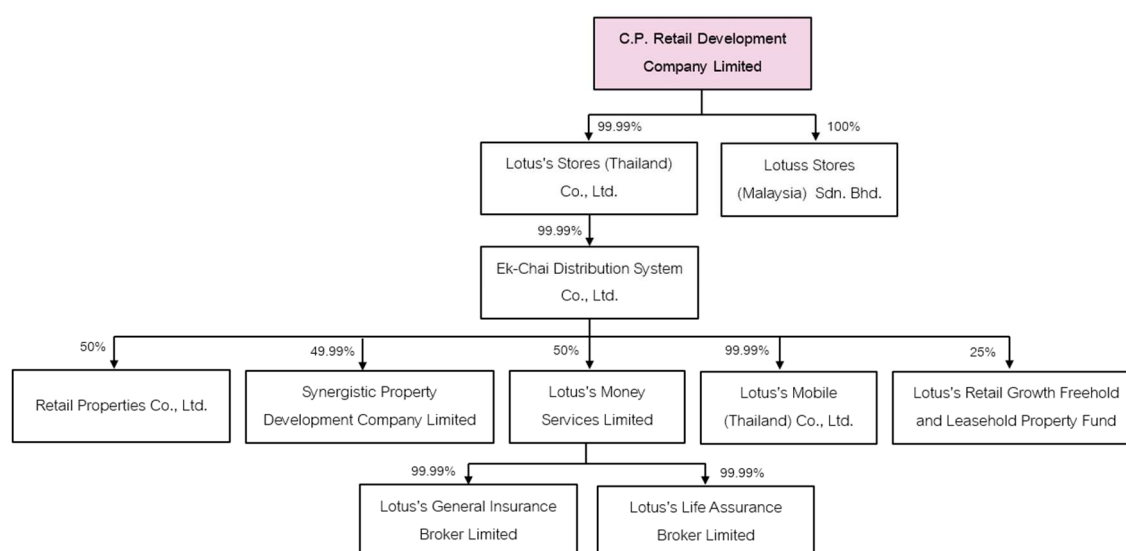 C.P. Retail Development
Company Limited
99.99%
100%
Lotus's Stores (Thailand)
Co., Ltd.
Lotuss Stores
(Malaysia) Sdn. Bhd.
99.99%
Ek-Chai Distribution System
Co., Ltd.
50%
49.99%
50%
99.99%
25%
Retail Properties Co., Ltd.
Synergistic Property
Development Company Limited
Lotus's Money
Services Limited
Lotus's Mobile
(Thailand) Co., Ltd.
Lotus's Retail Growth Freehold
and Leasehold Property Fund
99.99%
99.99%
Lotus's General Insurance
Broker Limited
Lotus's Life Assurance
Broker Limited